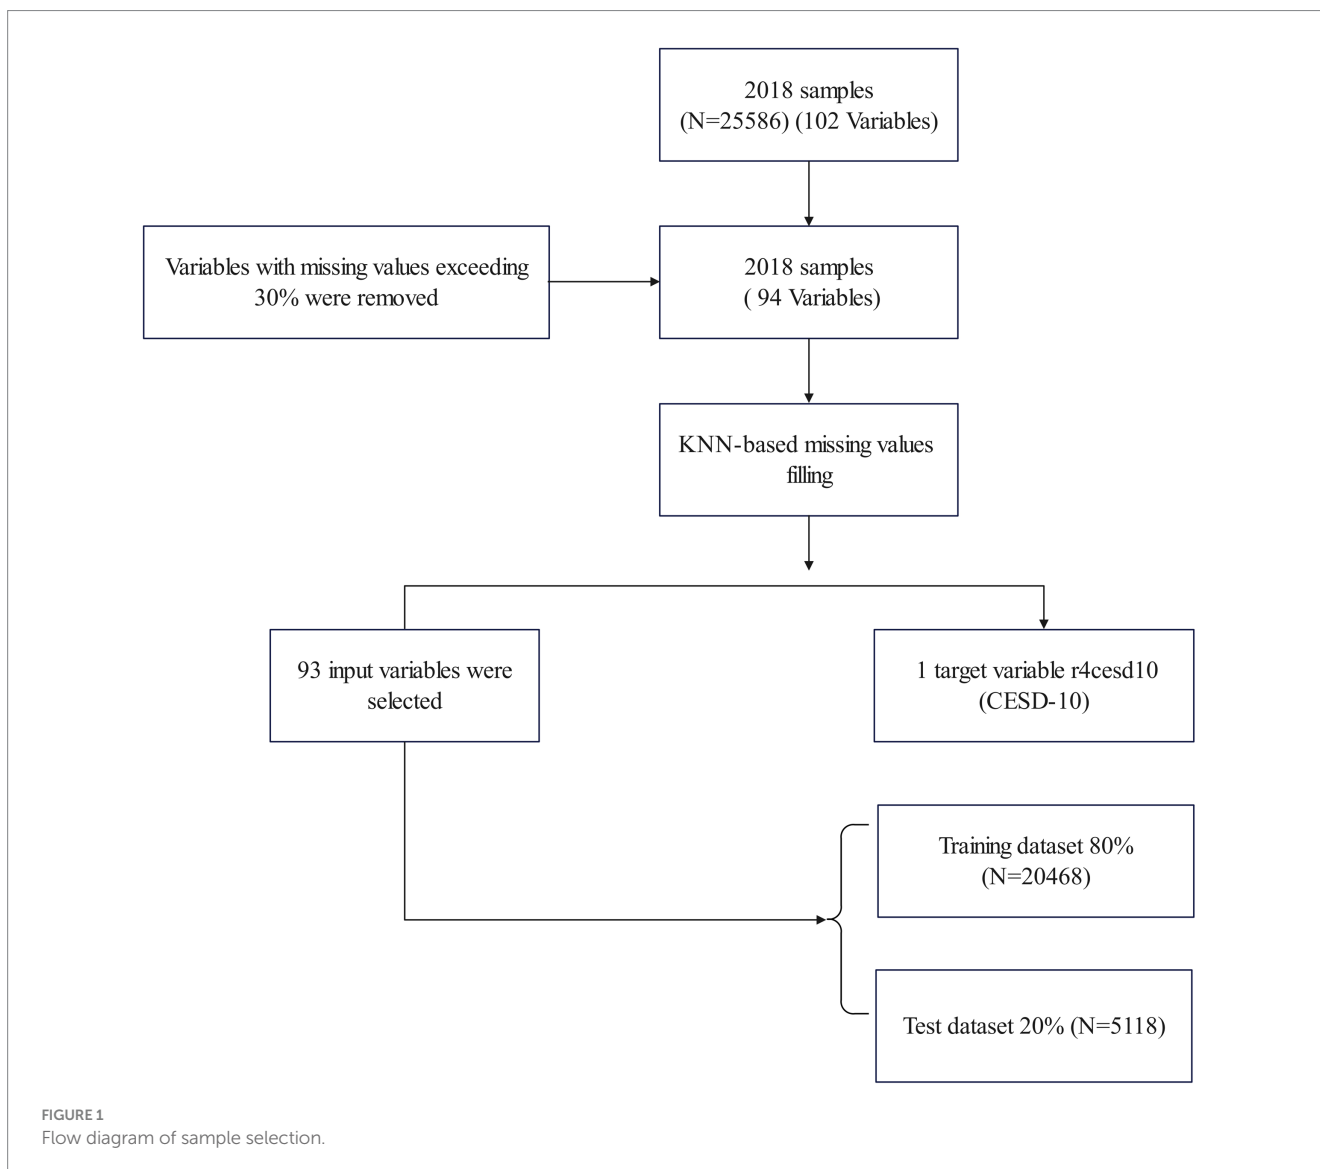 2018 samples
(N=25586) (102 Variables)
Variables with missing values exceeding
30% were removed
2018 samples
( 94 Variables)
KNN-based missing values
filling
93 input variables were
selected
1 target variable r4cesd10
(CESD-10)
Training dataset 80%
(N=20468)
Test dataset 20% (N=5118)
FIGURE 1
Flow diagram of sample selection.